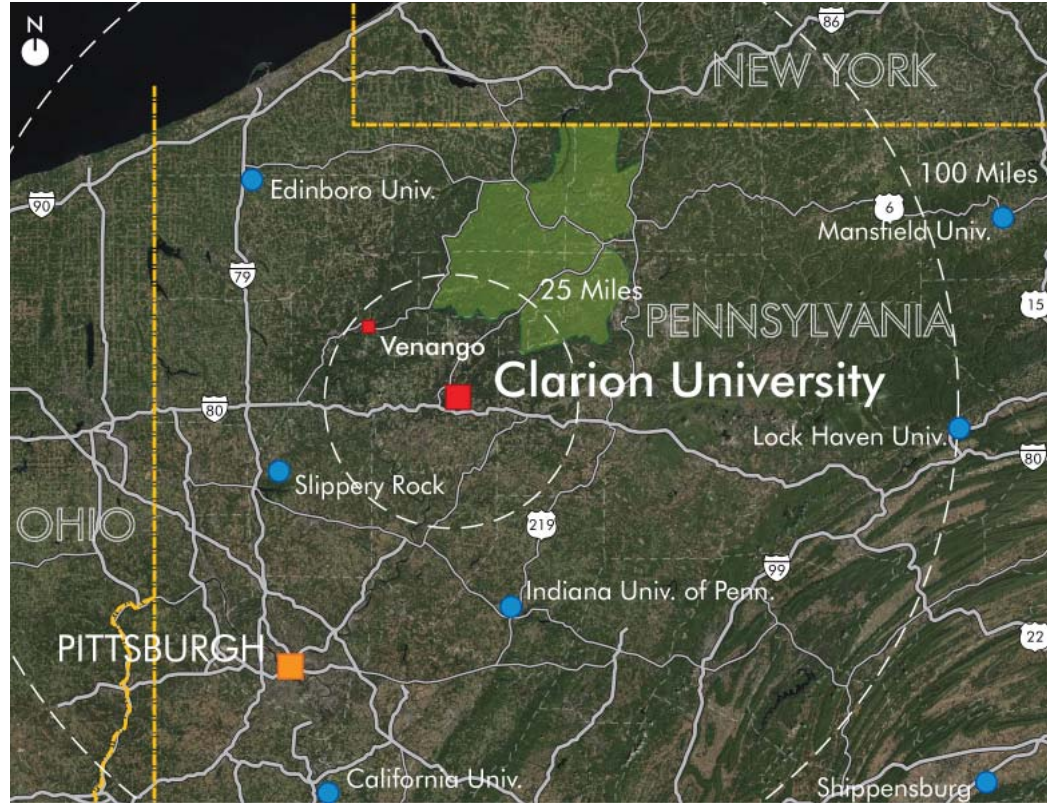 N
86
NEW YORK
100 Miles
Edinboro Univ.
90
6
Mansfield Univ.
79
25 Miles
15
PENNSYLVANIA
Venango
Clarion University
80
Lock Haven Univ.
80
Slippery Rock
OHIO
219
99
Indiana Univ. of Penn.
22
PITTSBURGH
California Univ.
Shippensburg